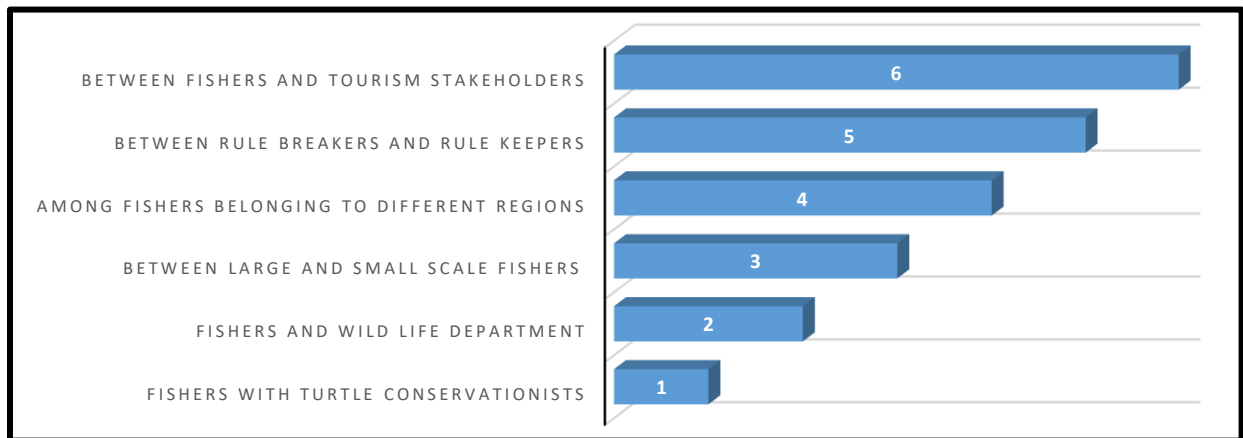 BETWEEN FISHERS AND TOURISM STAKEHOLDERS
6
BETWEEN RULE BREAKERS AND RULE KEEPERS
5
AMONG FISHERS BELONGING TO DIFFERENT REGIONS
4
BETWEEN LARGE AND SMALL SCALE FISHERS
3
FISHERS AND WILD LIFE DEPARTMENT
2
FISHERS WITH TURTLE CONSERVATIONISTS
1